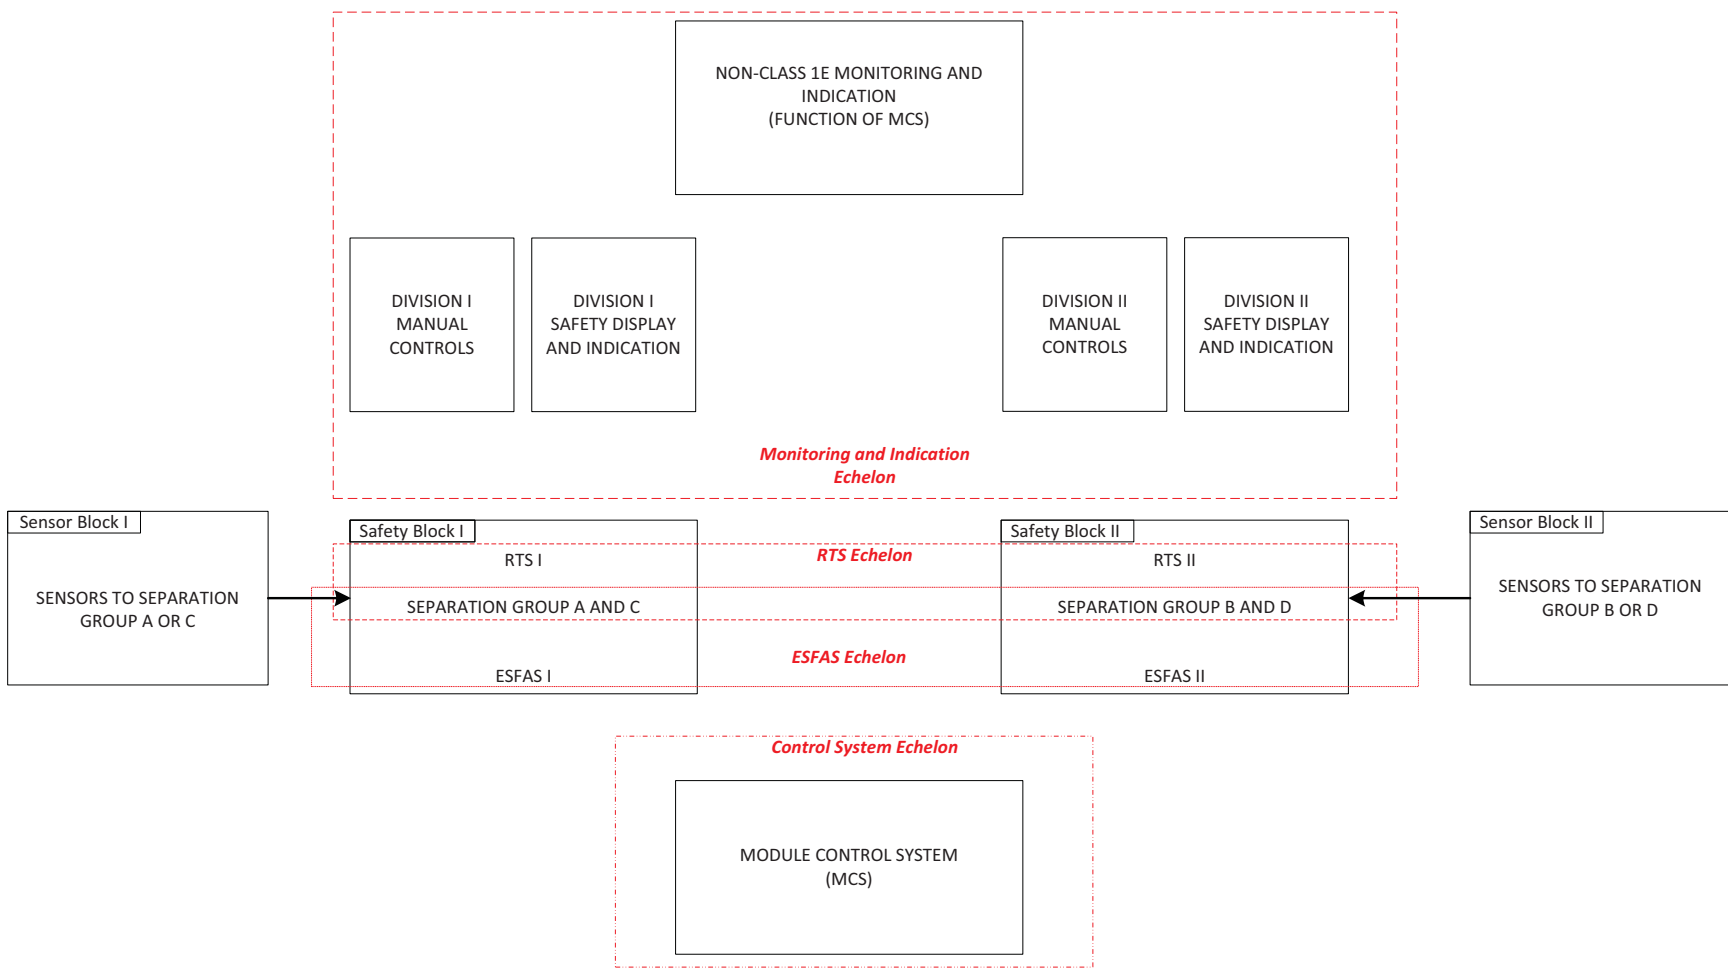 NON-CLASS 1E MONITORING AND
INDICATION
(FUNCTION OF MCS)
DIVISION I
MANUAL
CONTROLS
DIVISION I
SAFETY DISPLAY
AND INDICATION
DIVISION II
MANUAL
CONTROLS
DIVISION II
SAFETY DISPLAY
AND INDICATION
Monitoring and Indication
Echelon
Sensor Block I
SENSORS TO SEPARATION
GROUP A OR C
Safety Block I
RTS I
SEPARATION GROUP A AND C
ESFAS I
RTS Echelon
ESFAS Echelon
Safety Block II
RTS II
SEPARATION GROUP B AND D
ESFAS II
Sensor Block II
SENSORS TO SEPARATION
GROUP B OR D
Control System Echelon
MODULE CONTROL SYSTEM
(MCS)